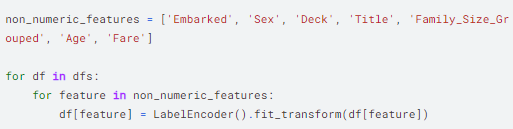 non_numeric_features = ['Embarked', 'Sex', 'Deck', 'Title', 'Family_Size_Gr
ouped', 'Age', 'Fare']
for df in dfs:
    for feature in non_numeric_features:
        df[feature] = LabelEncoder().fit_transform(df[feature])